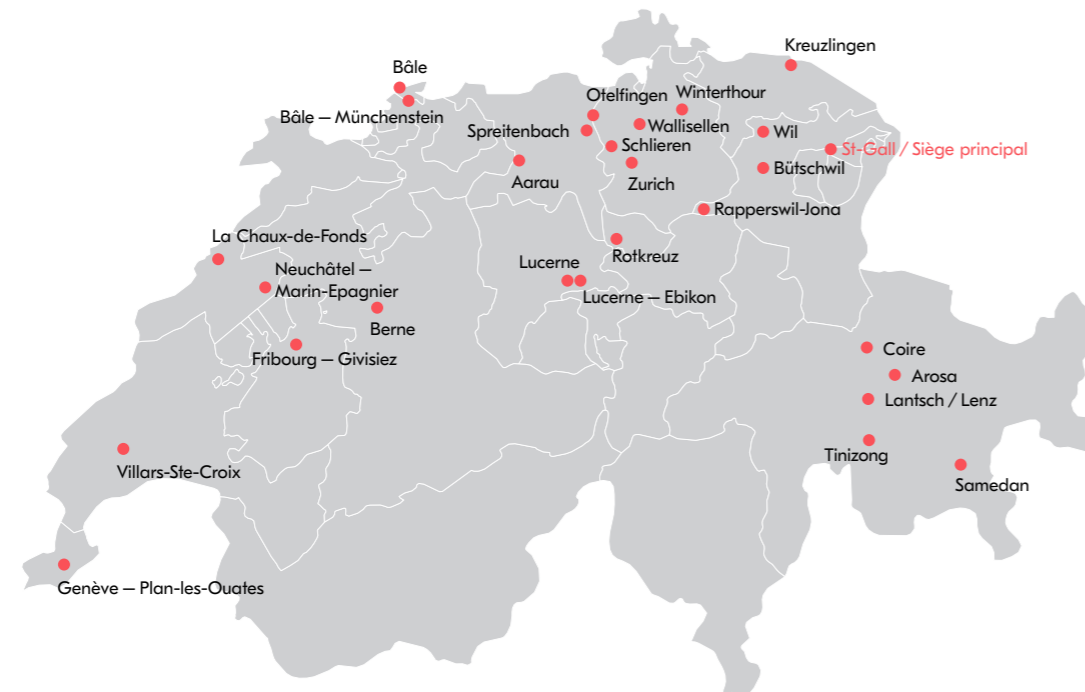 Kreuzlingen
Bâle
Otelfingen
Winterthour
Bâle – Münchenstein
Spreitenbach
Wallisellen
Wil
Schlieren
St-Gall / Siège principal
Aarau
Zurich
Bütschwil
Rapperswil-Jona
La Chaux-de-Fonds
Rotkreuz
Lucerne
Neuchâtel –
Marin-Epagnier
Lucerne – Ebikon
Berne
Fribourg – Givisiez
Coire
Arosa
Lantsch / Lenz
Tinizong
Villars-Ste-Croix
Samedan
Genève – Plan-les-Ouates